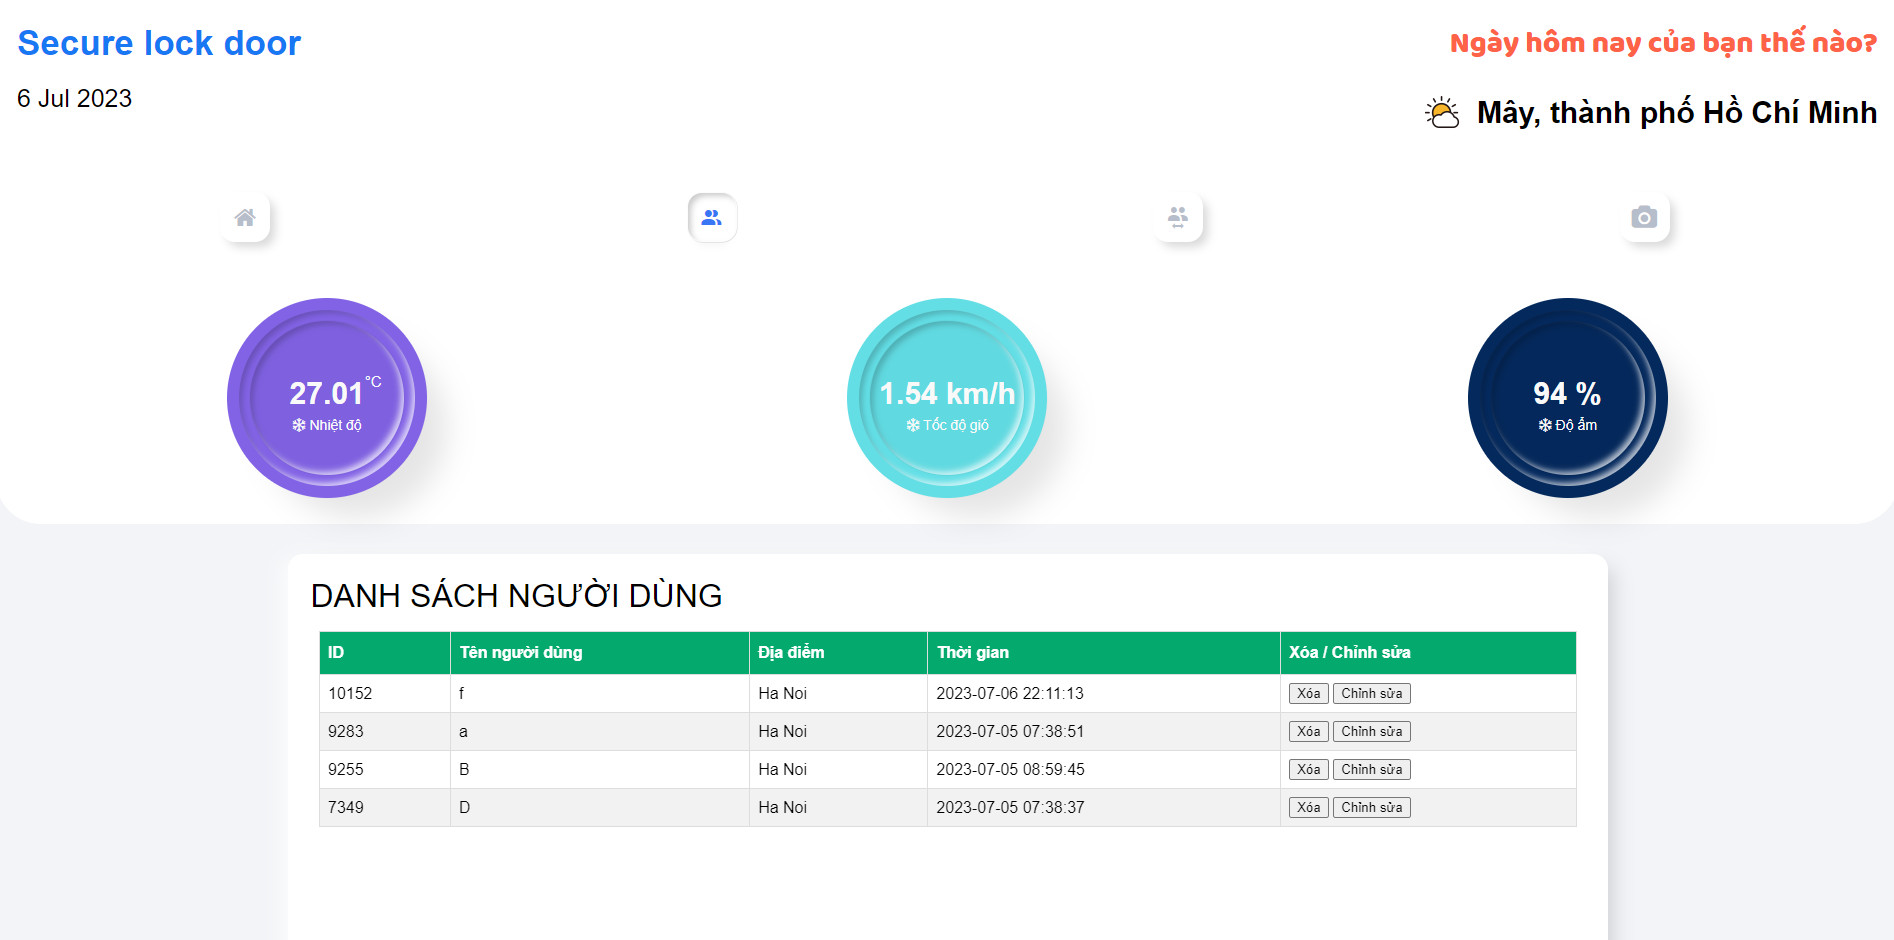 Secure lock door
Ngày hôm nay của bạn thế nào?
6 Jul 2023
Mây, thành phố Hồ Chí Minh
27.01°C
Nhiệt độ
1.54 km/h
Tốc độ gió
94 %
Độ ẩm
DANH SÁCH NGƯỜI DÙNG
ID Tên người dùng Địa điểm Thời gian Xóa / Chỉnh sửa
10152 f Ha Noi 2023-07-06 22:11:13 Xóa Chỉnh sửa
9283 a Ha Noi 2023-07-05 07:38:51 Xóa Chỉnh sửa
9255 B Ha Noi 2023-07-05 08:59:45 Xóa Chỉnh sửa
7349 D Ha Noi 2023-07-05 07:38:37 Xóa Chỉnh sửa